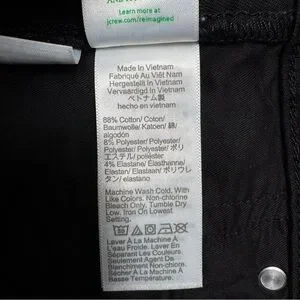 Learn more at
jcrew.com/reimagined
Made In Vietnam
Fabriqué Au Viêt Nam
Hergestellt in Vietnam
Vervaardigd in Vietnam
ベトナム製
hecho en vietnam
88% Cotton/ Coton/
Baumwolle/ Katoen/ 綿/
algodón
8% Polyester/ Polyester/
Polyester/ Polyester/ ポリ
エステル/ poliéster
4% Elastane/ Élasthanne/
Elastan/ Elastaan/ ポリウレ
タン/ elastano
Machine Wash Cold. With
Like Colors. Non-chlorine
Bleach Only. Tumble Dry
Low. Iron On Lowest
Setting.
Laver À La Machine À
L'eau Froide. Laver En
Séparant Les Couleurs
Analogues. Agent De
Blanchiment Non-chlore.
Sécher À La Machine À